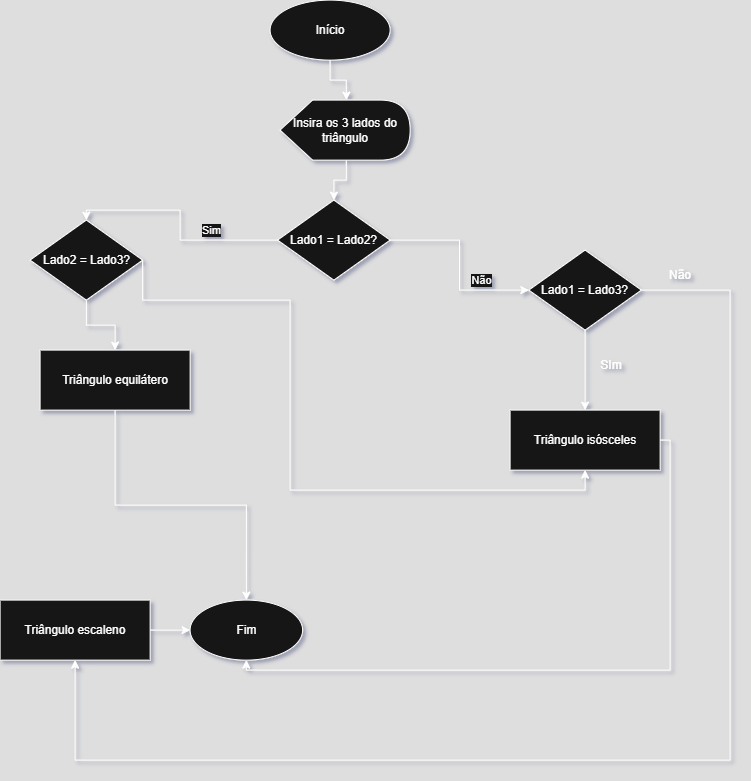 Início
Insira os 3 lados do
triângulo
Sim
Lado1 = Lado2?
Lado2 = Lado3?
Não
Lado1 = Lado3?
Não
Sim
Triângulo equilátero
Triângulo isósceles
Triângulo escaleno
Fim